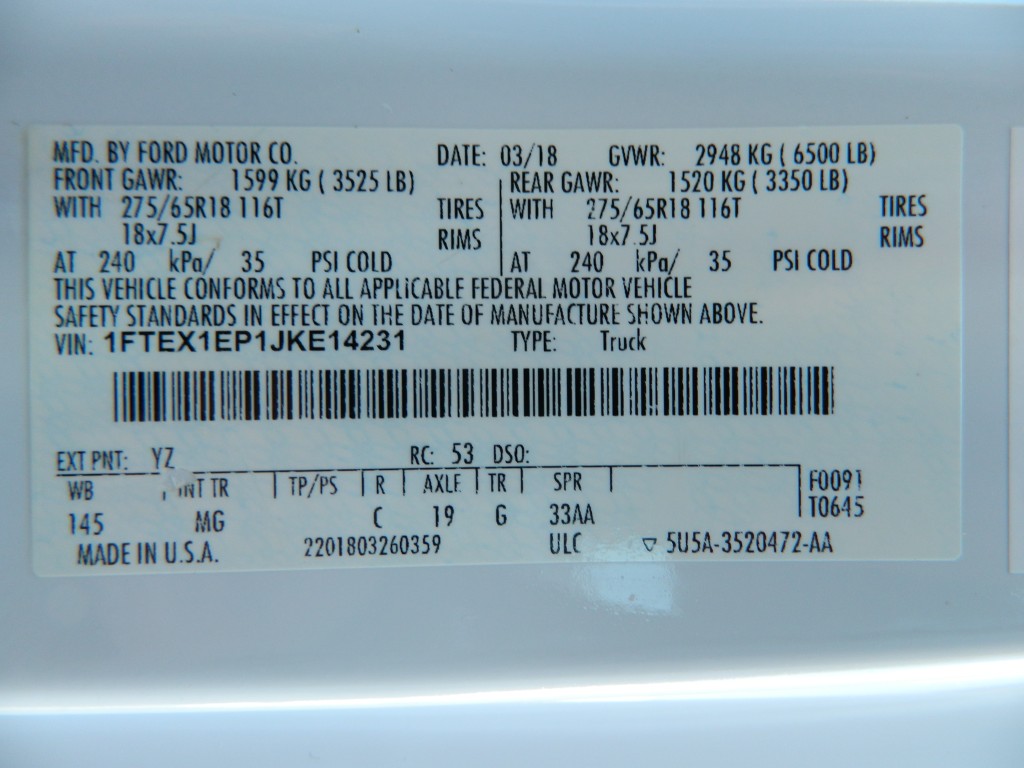 MFD. BY FORD MOTOR CO. DATE: 03/18 GVWR: 2948 KG ( 6500 LB)
FRONT GAWR: 1599 KG ( 3525 LB) REAR GAWR: 1520 KG ( 3350 LB)
WITH 275/65R18 116T TIRES WITH 275/65R18 116T TIRES
18x7.5J RIMS 18x7.5J RIMS
AT 240 kPa/ 35 PSI COLD AT 240 kPa/ 35 PSI COLD
THIS VEHICLE CONFORMS TO ALL APPLICABLE FEDERAL MOTOR VEHICLE
SAFETY STANDARDS IN EFFECT ON THE DATE OF MANUFACTURE SHOWN ABOVE.
VIN: 1FTEX1EP1JKE14231 TYPE: Truck
EXT PNT: YZ RC: 53 DSO:
WB INT TR TP/PS R AXLE TR SPR F0091
145 MG C 19 G 33AA T0645
MADE IN U.S.A. 2201803260359 ULC ▽ 5U5A-3520472-AA